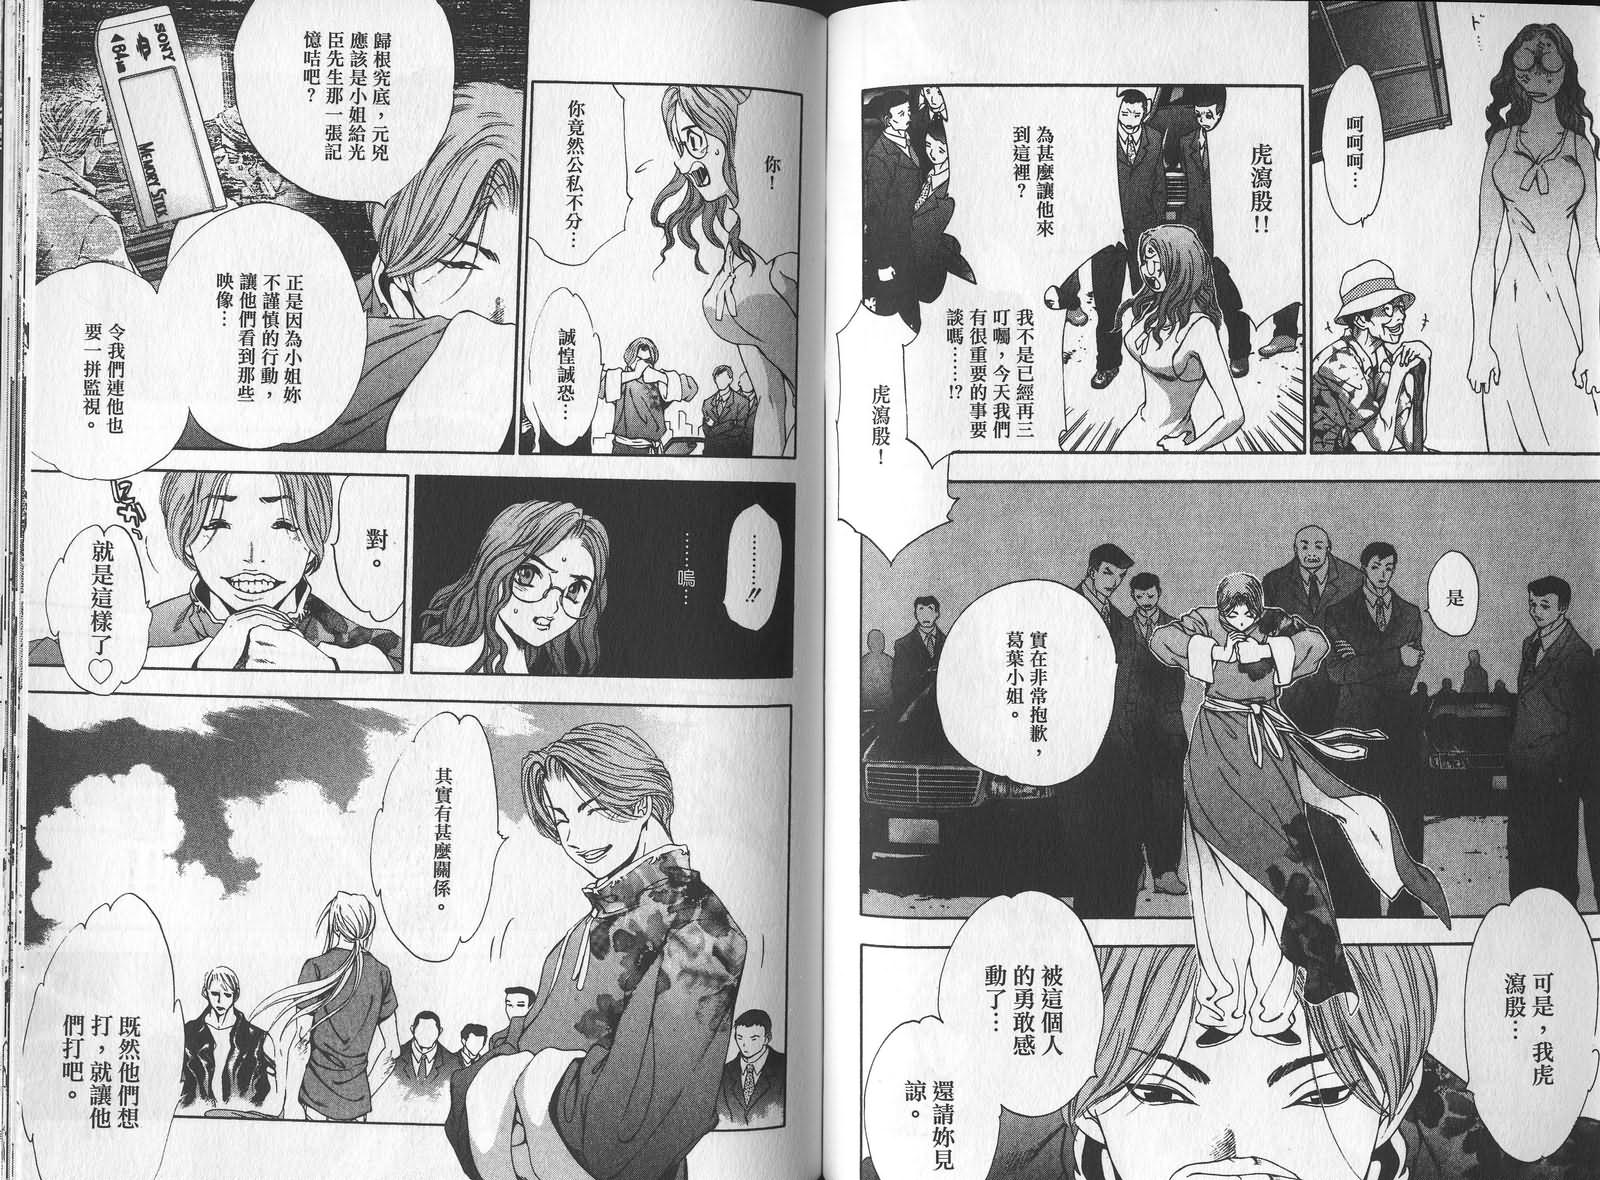 ド…
呵呵呵…
虎瀉殷!!
為甚麼讓他來
到這裡？
我不是已經再三
叮囑，今天我們
有很重要的事要
談嗎……!?
虎瀉殷！
是
實在非常抱歉，
葛葉小姐。
可是，我虎
瀉殷…
被這個人
的勇敢感
動了…
還請妳見
諒。
你！
你竟然公私不分…
誠惶誠恐…
歸根究底，元兇
應該是小姐給光
臣先生那一張記
憶咭吧？
SONY
64MB
MEMORY STICK
正是因為小姐妳
不謹慎的行動，
讓他們看到那些
映像…
令我們連他也
要一拼監視。
………!!
……嗚…
對。
就是這樣了♡
其實有甚麼關係。
既然他們想
打，就讓他
們打吧。